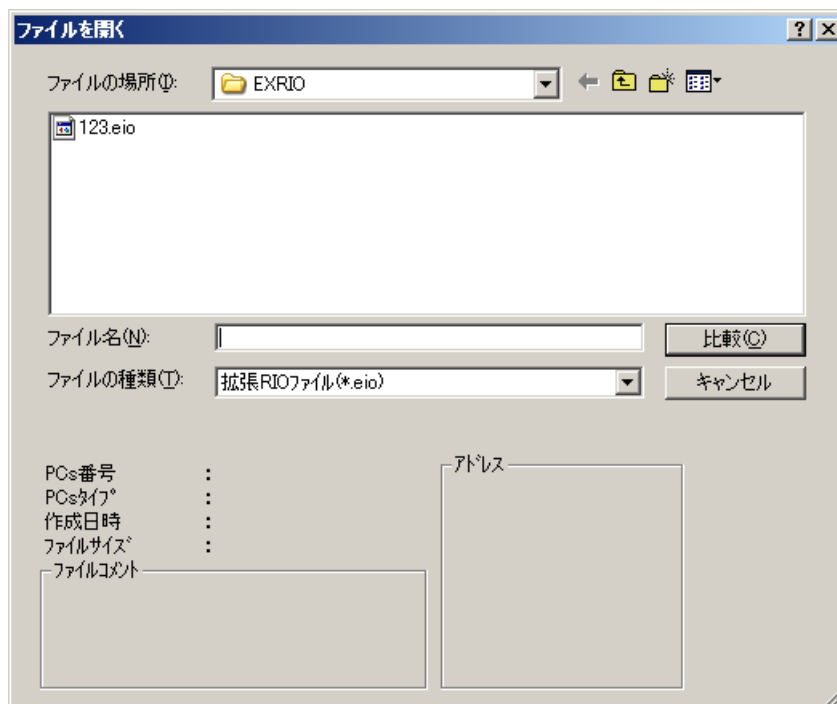 ファイルを開く
ファイルの場所(I):
EXRIO
123.eio
ファイル名(N):
比較(C)
ファイルの種類(T):
拡張RIOファイル(*.eio)
キャンセル
PCs番号 :
PCsタイプ :
作成日時 :
ファイルサイズ :
ファイルコメント
アドレス